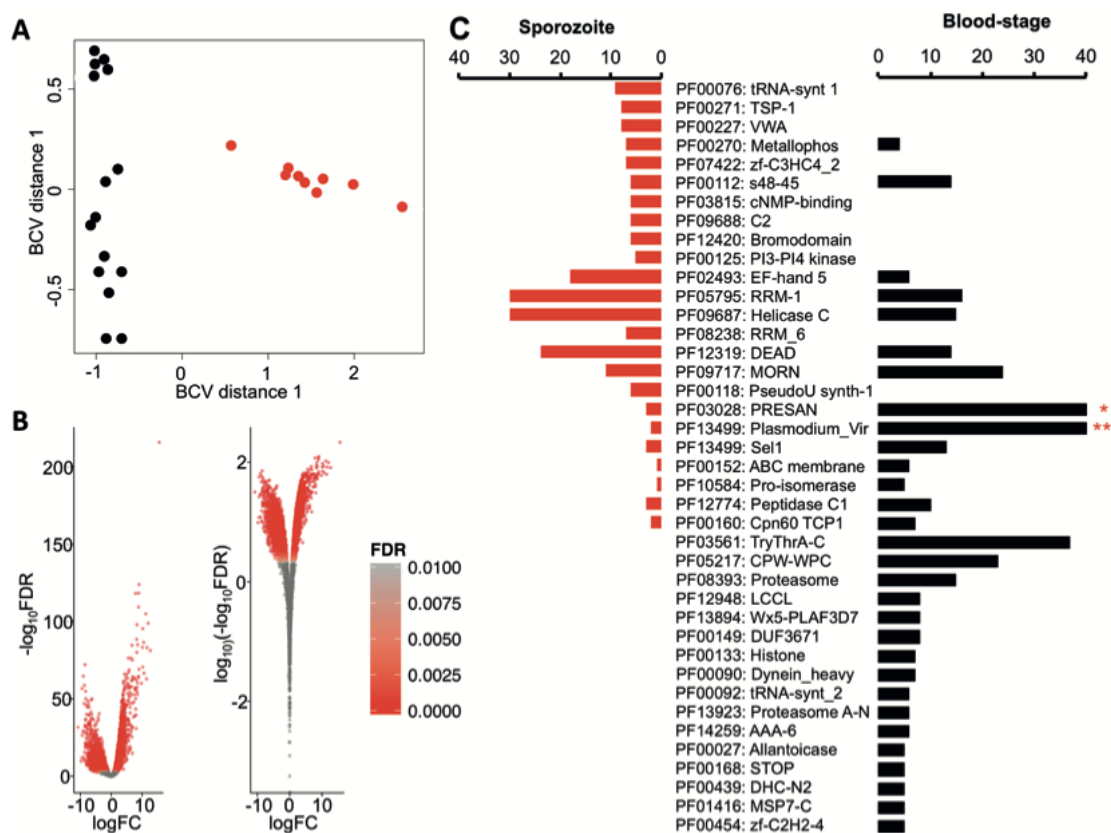 A
BCV distance 1
0.5
0
-0.5
-1
0
1
2
BCV distance 1
B
-log10FDR
200
150
100
50
0
-10
0
10
logFC
log10)(-log10FDR)
2
0
-2
-10
0
10
logFC
FDR
0.0100
0.0075
0.0050
0.0025
0.0000
C
Sporozoite
Blood-stage
40 30 20 10 0
0 10 20 30 40
PF00076: tRNA-synt 1
PF00271: TSP-1
PF00227: VWA
PF00270: Metallophos
PF07422: zf-C3HC4_2
PF00112: s48-45
PF03815: cNMP-binding
PF09688: C2
PF12420: Bromodomain
PF00125: PI3-PI4 kinase
PF02493: EF-hand 5
PF05795: RRM-1
PF09687: Helicase C
PF08238: RRM_6
PF12319: DEAD
PF09717: MORN
PF00118: PseudoU synth-1
PF03028: PRESAN *
PF13499: Plasmodium_Vir **
PF13499: Sel1
PF00152: ABC membrane
PF10584: Pro-isomerase
PF12774: Peptidase C1
PF00160: Cpn60 TCP1
PF03561: TryThrA-C
PF05217: CPW-WPC
PF08393: Proteasome
PF12948: LCCL
PF13894: Wx5-PLAF3D7
PF00149: DUF3671
PF00133: Histone
PF00090: Dynein_heavy
PF00092: tRNA-synt_2
PF13923: Proteasome A-N
PF14259: AAA-6
PF00027: Allantoicase
PF00168: STOP
PF00439: DHC-N2
PF01416: MSP7-C
PF00454: zf-C2H2-4